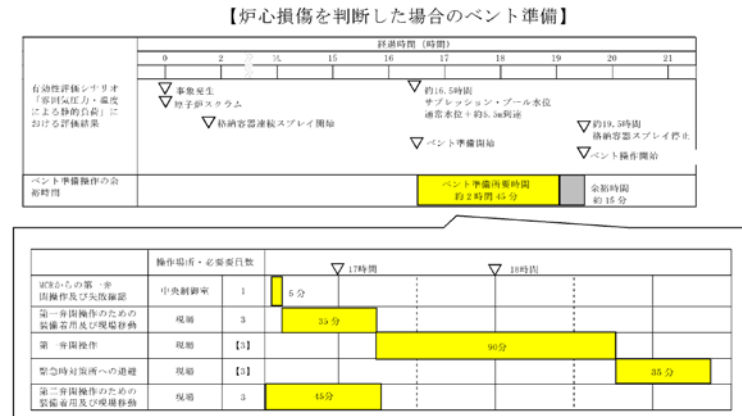 【炉心損傷を判断した場合のベント準備】
経過時間（時間）
0 2 15 16 17 18 19 20 21
有効性評価シナリオ
「雰囲気圧力・温度
による静的負荷」に
おける評価結果
▽ 事象発生
▽ 原子炉スクラム
▽ 格納容器連続スプレイ開始
▽ 約16.5時間
サプレッション・プール水位
通常水位＋約5.5m到達
▽ ベント準備開始
約19.5時間
▽ 格納容器スプレイ停止
▽ ベント操作開始
ベント準備操作の余
裕時間
ベント準備所要時間
約2時間45分
余裕時間
約15分
操作場所・必要要員数
▽ 17時間
▽ 18時間
MCRからの第一弁
開操作及び失敗確認
中央制御室 1 5分
第一弁開操作のための
装備着用及び現場移動
現場 3 35分
第一弁開操作 現場 【3】 90分
緊急時対策所への退避 現場 【3】 35分
第二弁開操作のための
装備着用及び現場移動
現場 3 45分